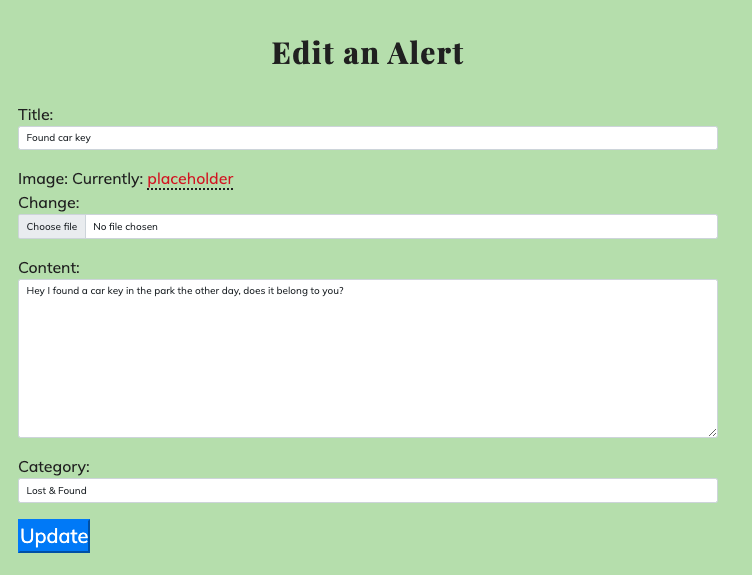 Edit an Alert
Title:
Found car key
Image: Currently: placeholder
Change:
Choose file No file chosen
Content:
Hey I found a car key in the park the other day, does it belong to you?
Category:
Lost & Found
Update